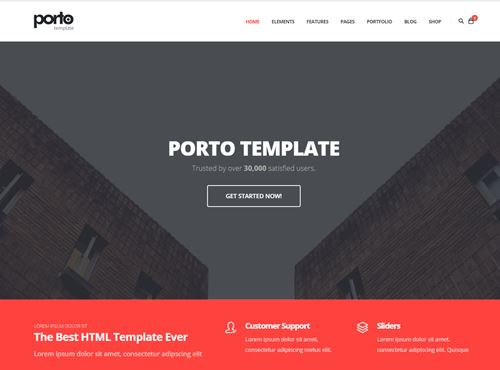 porto
template
HOME ELEMENTS FEATURES PAGES PORTFOLIO BLOG SHOP
PORTO TEMPLATE
Trusted by over 30,000 satisfied users.
GET STARTED NOW!
LOREM IPSUM DOLOR SIT
The Best HTML Template Ever
Lorem ipsum dolor sit amet, consectetur adipiscing elit
Customer Support
Lorem ipsum dolor sit amet,
consectetur adipiscing metus elit.
Sliders
Lorem ipsum dolor sit amet,
consectetur adipiscing elit. Quisque